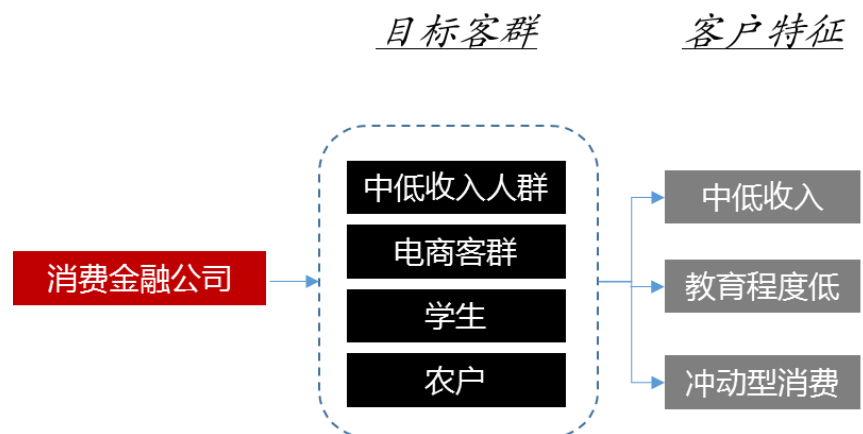 目标客群
客户特征
消费金融公司
中低收入人群
电商客群
学生
农户
中低收入
教育程度低
冲动型消费